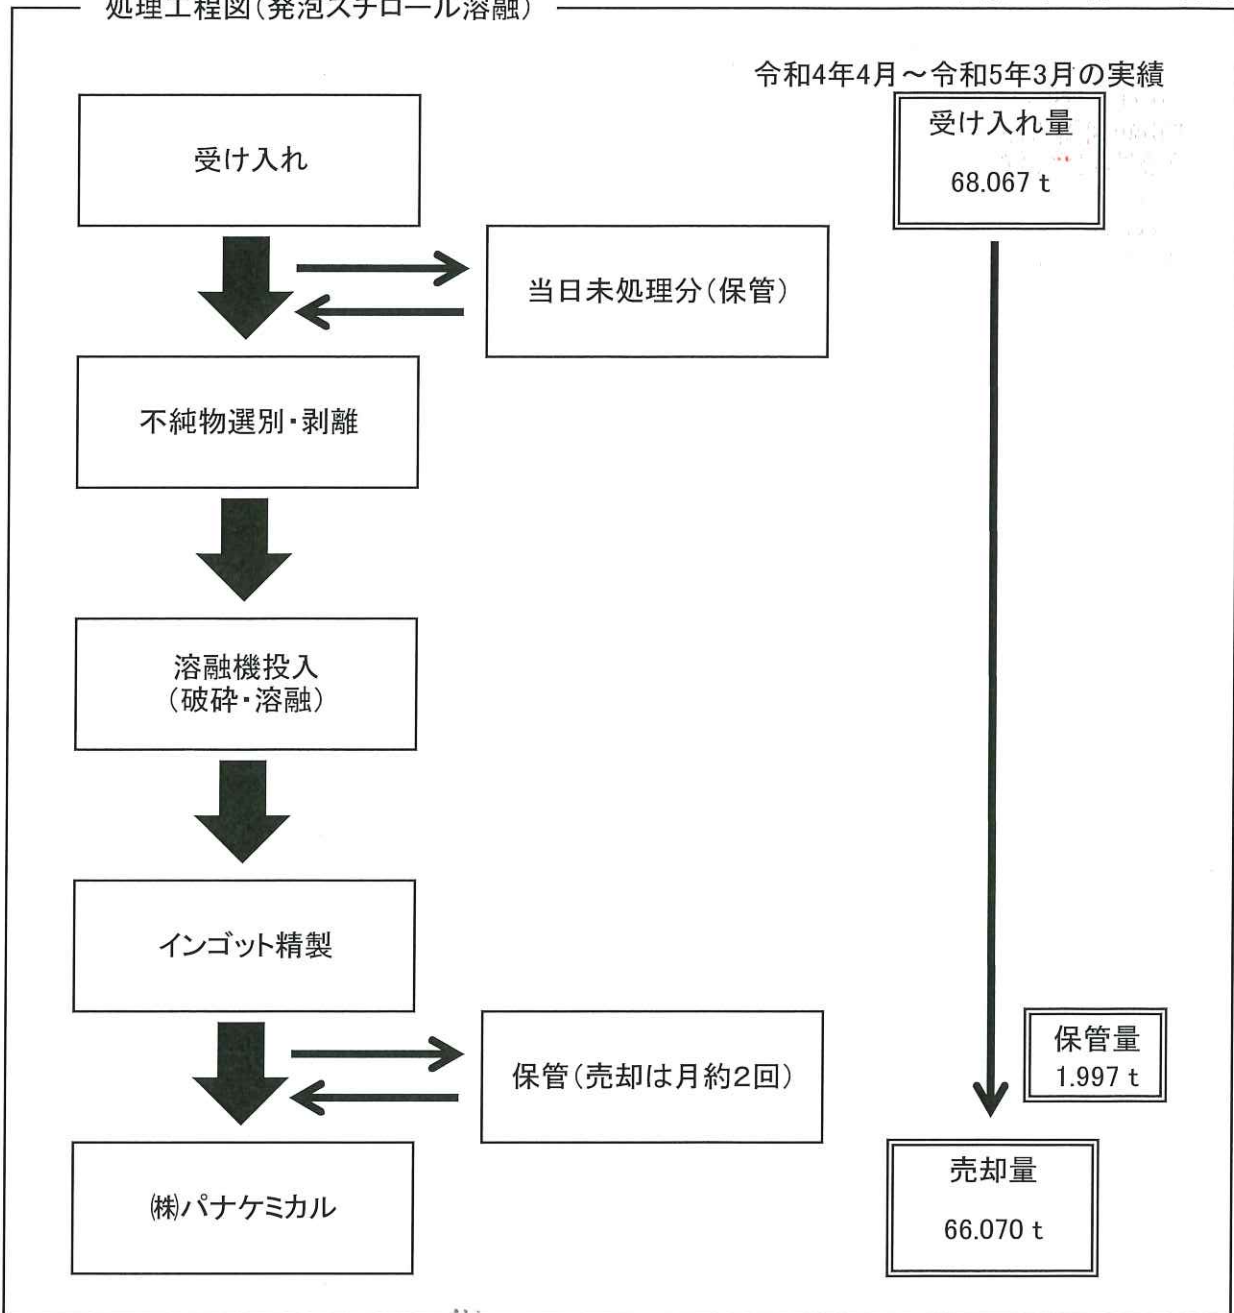 処理工程図(発泡スチロール溶融)
令和4年4月～令和5年3月の実績
受け入れ
受け入れ量
68.067 t
当日未処理分(保管)
不純物選別・剥離
溶融機投入
(破砕・溶融)
インゴット精製
保管(売却は月約2回)
保管量
1.997 t
㈱パナケミカル
売却量
66.070 t